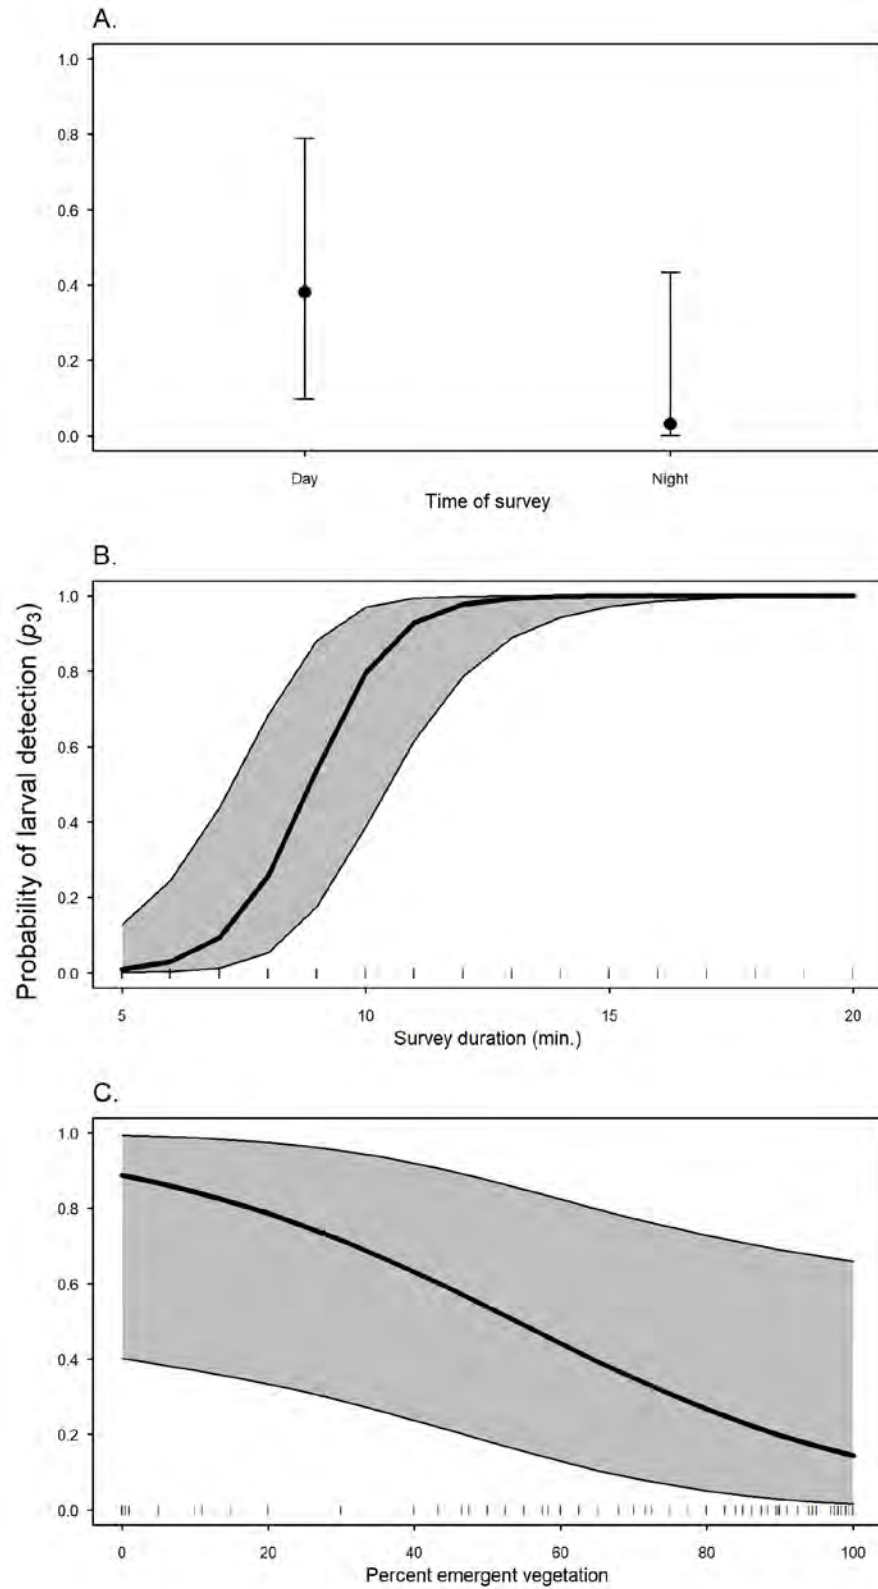 A.
1.0
0.8
0.6
0.4
0.2
0.0
Day Night
Time of survey
Probability of larval detection (p3)
B.
1.0
0.8
0.6
0.4
0.2
0.0
5 10 15 20
Survey duration (min.)
C.
1.0
0.8
0.6
0.4
0.2
0.0
0 20 40 60 80 100
Percent emergent vegetation